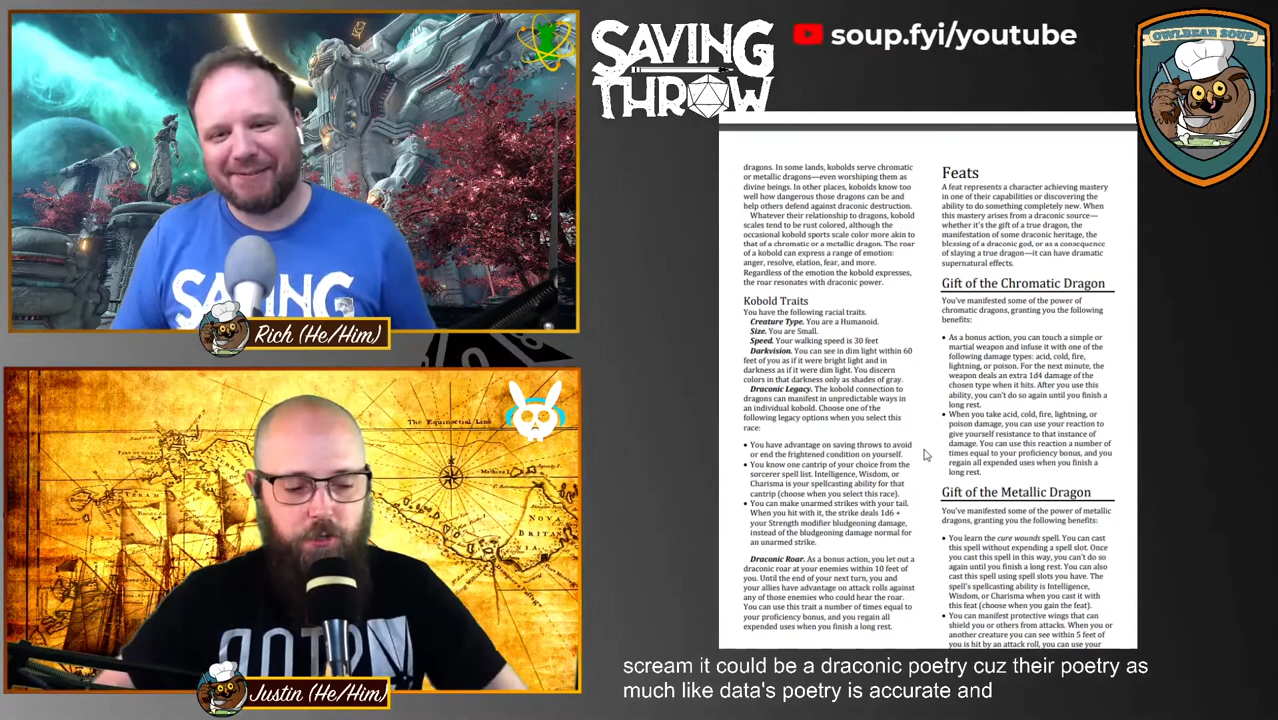 SAVING
THROW
soup.fyi/youtube
OWLBEAR SOUP
SAVING
Rich (He/Him)
The Equinoctial Line
NOVA
BRITAN
Justin (He/Him)
dragons. In some lands, kobolds serve chromatic
or metallic dragons—even worshiping them as
divine beings. In other places, kobolds know too
well how dangerous those dragons can be and
help others defend against draconic destruction.
Whatever their relationship to dragons, kobold
scales tend to be rust colored, although the
occasional kobold sports scale color more akin to
that of a chromatic or a metallic dragon. The roar
of a kobold can express a range of emotion:
anger, resolve, elation, fear, and more.
Regardless of the emotion the kobold expresses,
the roar resonates with draconic power.
Kobold Traits
You have the following racial traits.
Creature Type. You are a Humanoid.
Size. You are Small.
Speed. Your walking speed is 30 feet
Darkvision. You can see in dim light within 60
feet of you as if it were bright light and in
darkness as if it were dim light. You discern
colors in that darkness only as shades of gray.
Draconic Legacy. The kobold connection to
dragons can manifest in unpredictable ways in
an individual kobold. Choose one of the
following legacy options when you select this
race:
• You have advantage on saving throws to avoid
or end the frightened condition on yourself.
• You know one cantrip of your choice from the
sorcerer spell list. Intelligence, Wisdom, or
Charisma is your spellcasting ability for that
cantrip (choose when you select this race).
• You can make unarmed strikes with your tail.
When you hit with it, the strike deals 1d6 +
your Strength modifier bludgeoning damage,
instead of the bludgeoning damage normal for
an unarmed strike.
Draconic Roar. As a bonus action, you let out a
draconic roar at your enemies within 10 feet of
you. Until the end of your next turn, you and
your allies have advantage on attack rolls against
any of those enemies who could hear the roar.
You can use this trait a number of times equal to
your proficiency bonus, and you regain all
expended uses when you finish a long rest.
Feats
A feat represents a character achieving mastery
in one of their capabilities or discovering the
ability to do something completely new. When
this mastery arises from a draconic source—
whether it's the gift of a true dragon, the
manifestation of some draconic heritage, the
blessing of a draconic god, or as a consequence
of slaying a true dragon—it can have dramatic
supernatural effects.
Gift of the Chromatic Dragon
You've manifested some of the power of
chromatic dragons, granting you the following
benefits:
• As a bonus action, you can touch a simple or
martial weapon and infuse it with one of the
following damage types: acid, cold, fire,
lightning, or poison. For the next minute, the
weapon deals an extra 1d4 damage of the
chosen type when it hits. After you use this
ability, you can't do so again until you finish a
long rest.
• When you take acid, cold, fire, lightning, or
poison damage, you can use your reaction to
give yourself resistance to that instance of
damage. You can use this reaction a number of
times equal to your proficiency bonus, and you
regain all expended uses when you finish a
long rest.
Gift of the Metallic Dragon
You've manifested some of the power of metallic
dragons, granting you the following benefits:
• You learn the cure wounds spell. You can cast
this spell without expending a spell slot. Once
you cast this spell in this way, you can't do so
again until you finish a long rest. You can also
cast this spell using spell slots you have. The
spell's spellcasting ability is Intelligence,
Wisdom, or Charisma when you cast it with
this feat (choose when you gain the feat).
• You can manifest protective wings that can
shield you or others from attacks. When you or
another creature you can see within 5 feet of
you is hit by an attack roll, you can use your
scream it could be a draconic poetry cuz their poetry as
much like data's poetry is accurate and